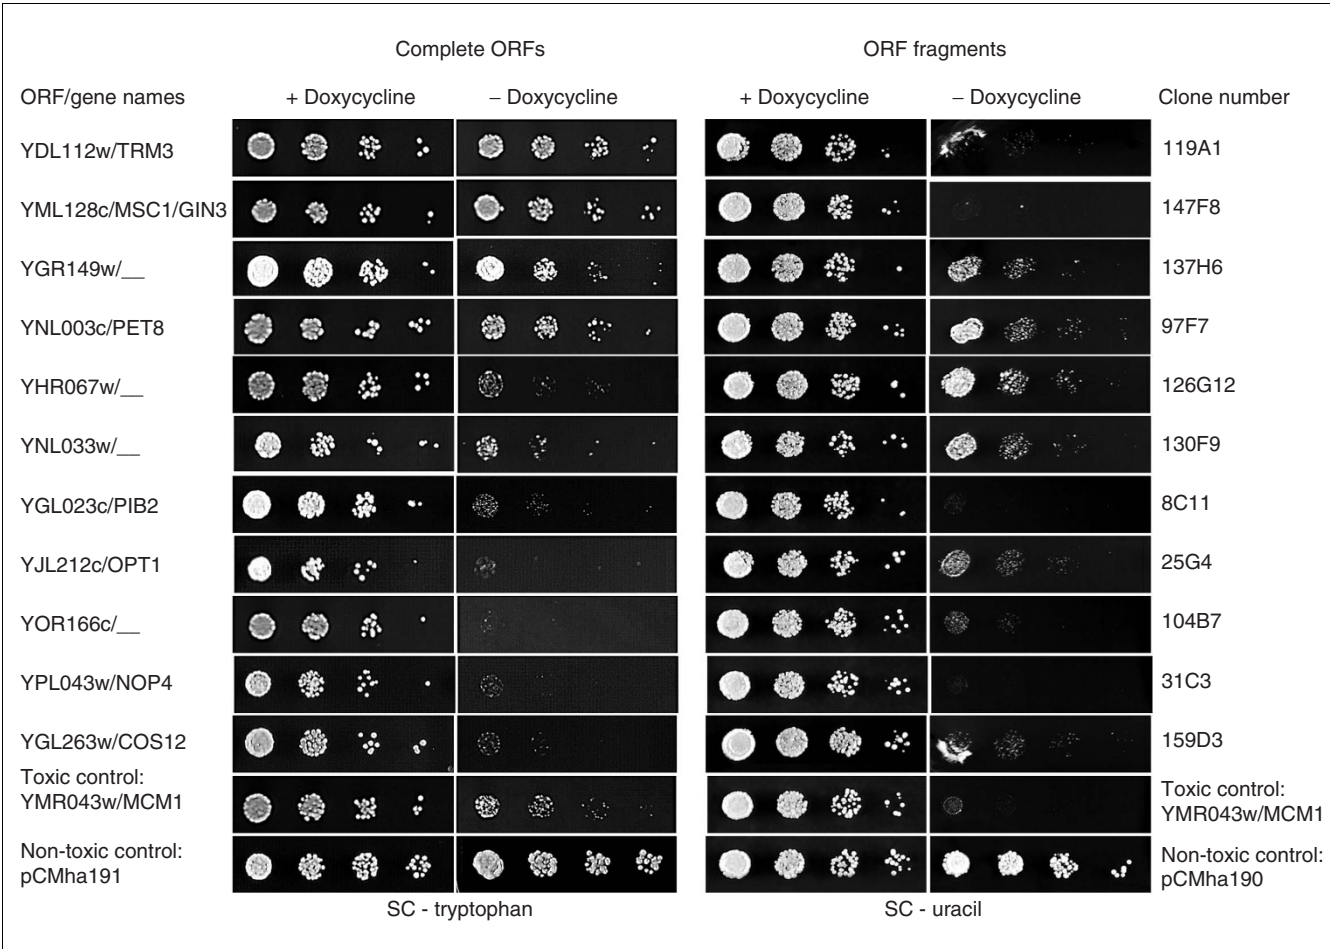 Complete ORFs ORF fragments
ORF/gene names + Doxycycline – Doxycycline + Doxycycline – Doxycycline Clone number
YDL112w/TRM3 119A1
YML128c/MSC1/GIN3 147F8
YGR149w/__ 137H6
YNL003c/PET8 97F7
YHR067w/__ 126G12
YNL033w/__ 130F9
YGL023c/PIB2 8C11
YJL212c/OPT1 25G4
YOR166c/__ 104B7
YPL043w/NOP4 31C3
YGL263w/COS12 159D3
Toxic control: Toxic control:
YMR043w/MCM1 YMR043w/MCM1
Non-toxic control: Non-toxic control:
pCMha191 pCMha190
SC - tryptophan SC - uracil